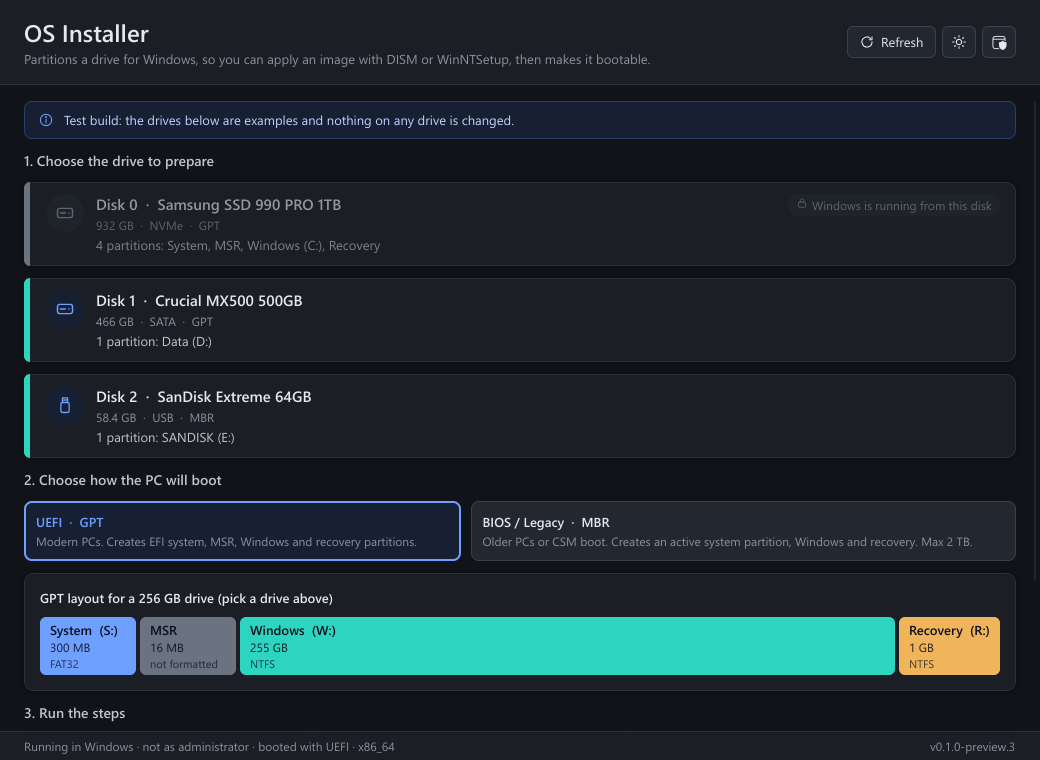 OS Installer
Partitions a drive for Windows, so you can apply an image with DISM or WinNTSetup, then makes it bootable.
Refresh
Test build: the drives below are examples and nothing on any drive is changed.
1. Choose the drive to prepare
Disk 0 · Samsung SSD 990 PRO 1TB
Windows is running from this disk
932 GB · NVMe · GPT
4 partitions: System, MSR, Windows (C:), Recovery
Disk 1 · Crucial MX500 500GB
466 GB · SATA · GPT
1 partition: Data (D:)
Disk 2 · SanDisk Extreme 64GB
58.4 GB · USB · MBR
1 partition: SANDISK (E:)
2. Choose how the PC will boot
UEFI · GPT
Modern PCs. Creates EFI system, MSR, Windows and recovery partitions.
BIOS / Legacy · MBR
Older PCs or CSM boot. Creates an active system partition, Windows and recovery. Max 2 TB.
GPT layout for a 256 GB drive (pick a drive above)
System (S:)
300 MB
FAT32
MSR
16 MB
not formatted
Windows (W:)
255 GB
NTFS
Recovery (R:)
1 GB
NTFS
3. Run the steps
Running in Windows · not as administrator · booted with UEFI · x86_64
v0.1.0-preview.3